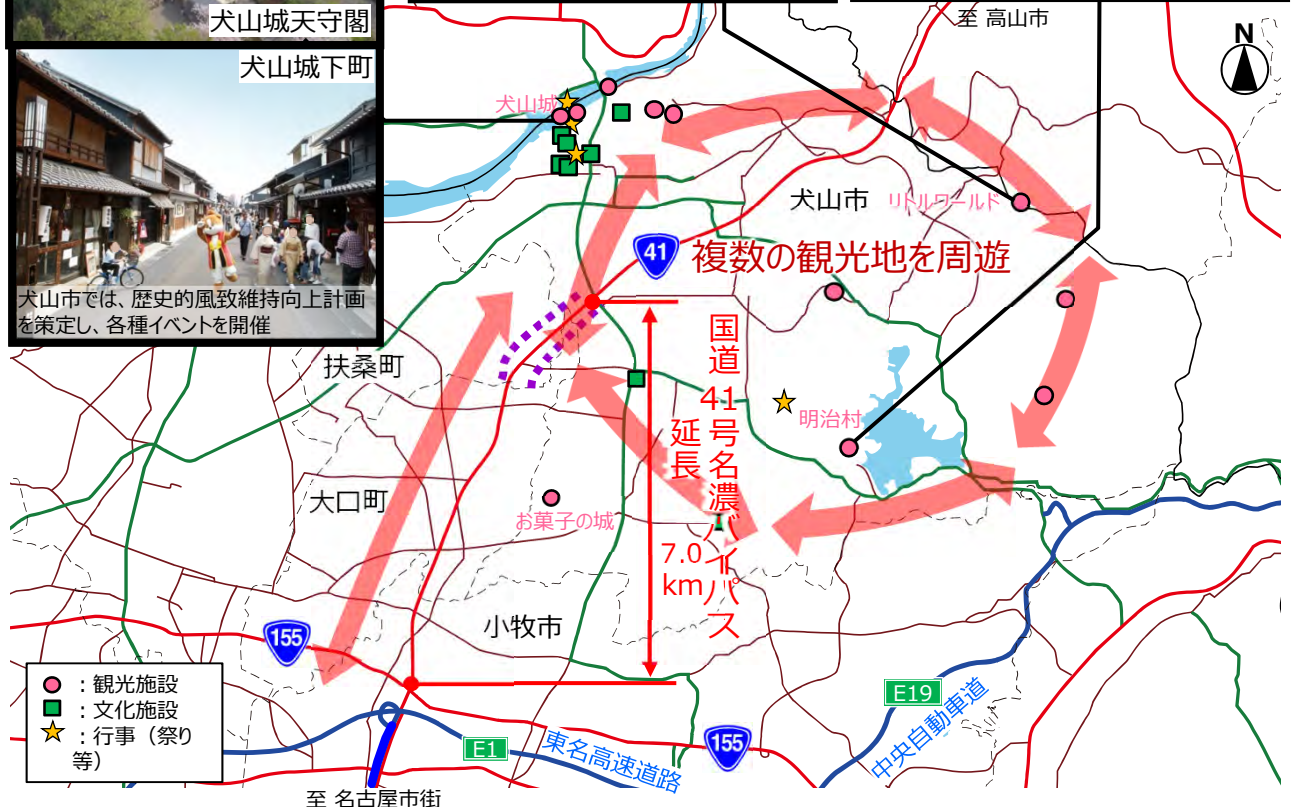 犬山城天守閣
犬山城下町
犬山市では、歴史的風致維持向上計画
を策定し、各種イベントを開催
至 高山市
N
犬山城
犬山市
リトルワールド
41
複数の観光地を周遊
扶桑町
国道41号名濃バイパス
延長
7.0
km
明治村
大口町
お菓子の城
小牧市
155
：観光施設
：文化施設
：行事（祭り
等）
E19
中央自動車道
155
E1
東名高速道路
至 名古屋市街